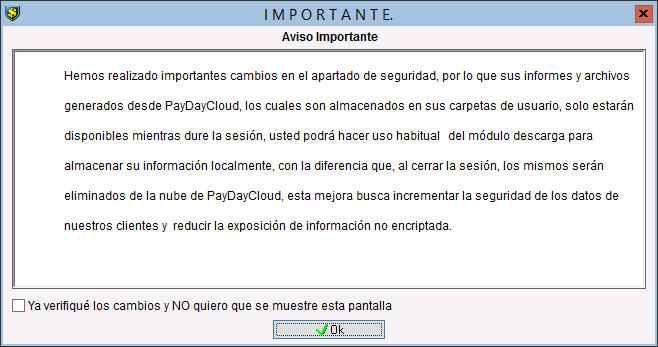 IMPORTANTE.
Aviso Importante
Hemos realizado importantes cambios en el apartado de seguridad, por lo que sus informes y archivos
generados desde PayDayCloud, los cuales son almacenados en sus carpetas de usuario, solo estarán
disponibles mientras dure la sesión, usted podrá hacer uso habitual del módulo descarga para
almacenar su información localmente, con la diferencia que, al cerrar la sesión, los mismos serán
eliminados de la nube de PayDayCloud, esta mejora busca incrementar la seguridad de los datos de
nuestros clientes y reducir la exposición de información no encriptada.
Ya verifiqué los cambios y NO quiero que se muestre esta pantalla
Ok